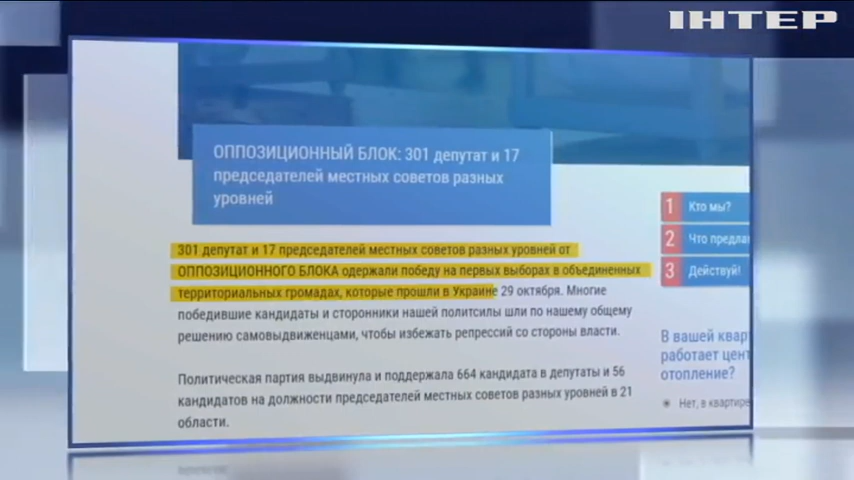 ІНТЕР
ОППОЗИЦИОННЫЙ БЛОК: 301 депутат и 17
председателей местных советов разных
уровней
301 депутат и 17 председателей местных советов разных уровней от
ОППОЗИЦИОННОГО БЛОКА одержали победу на первых выборах в объединенных
территориальных громадах, которые прошли в Украине 29 октября. Многие
победившие кандидаты и сторонники нашей политсилы шли по нашему общему
решению самовыдвиженцами, чтобы избежать репрессий со стороны власти.
Политическая партия выдвинула и поддержала 664 кандидата в депутаты и 56
кандидатов на должности председателей местных советов разных уровней в 21
области.
1 Кто мы?
2 Что предла
3 Действуй!
В вашей квар
работает цент
отопление?
Нет, в квартире